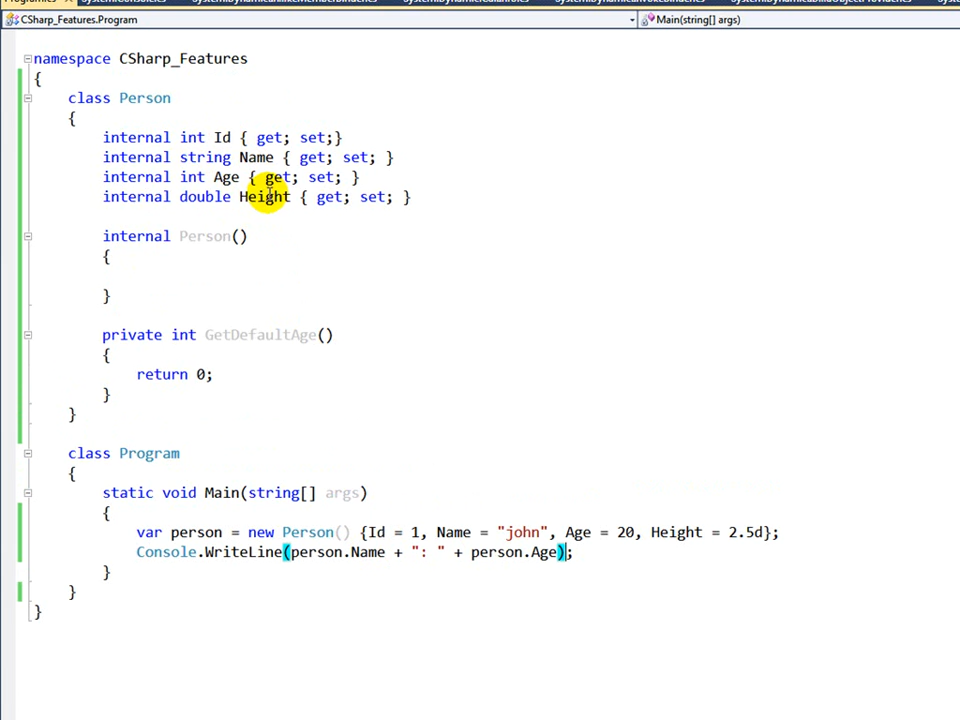 CSharp_Features.Program
Main(string[] args)
namespace CSharp_Features
{
class Person
{
internal int Id { get; set;}
internal string Name { get; set; }
internal int Age { get; set; }
internal double Height { get; set; }
internal Person()
{
}
private int GetDefaultAge()
{
return 0;
}
}
class Program
{
static void Main(string[] args)
{
var person = new Person() {Id = 1, Name = "john", Age = 20, Height = 2.5d};
Console.WriteLine(person.Name + ": " + person.Age);
}
}
}